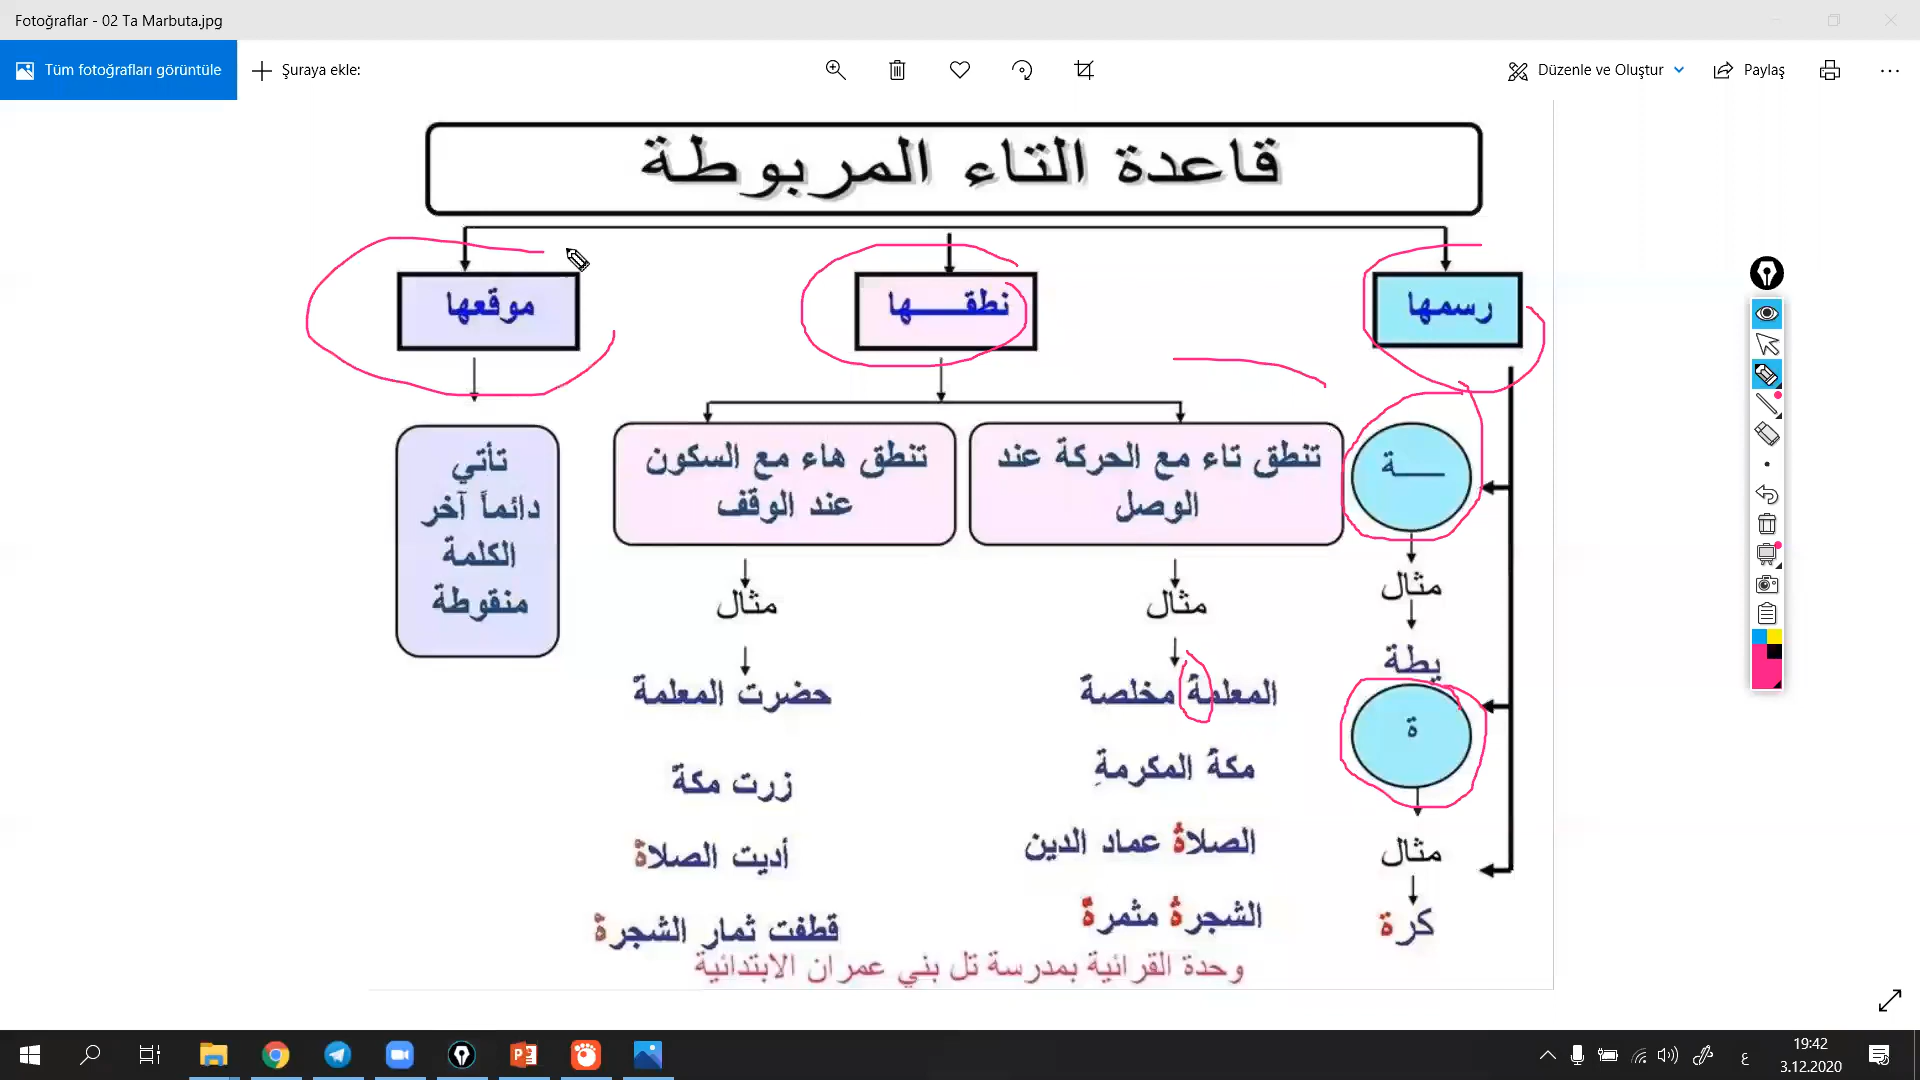 Fotoğraflar - 02 Ta Marbuta.jpg
Tüm fotoğrafları görüntüle
Şuraya ekle:
Düzenle ve Oluştur
Paylaş
قاعدة التاء المربوطة
رسمها
نطقـــها
موقعها
ـــة
مثال
بطة
ة
مثال
كرة
تنطق تاء مع الحركة عند
الوصل
مثال
المعلمة مخلصة
مكة المكرمةِ
الصلاةُ عماد الدين
الشجرةُ مثمرةٌ
تنطق هاء مع السكون
عند الوقف
مثال
حضرت المعلمةْ
زرت مكةْ
أديت الصلاةْ
قطفت ثمار الشجرةْ
تأتي
دائماً آخر
الكلمة
منقوطة
وحدة القرائية بمدرسة تل بني عمران الابتدائية
ع
19:42
3.12.2020